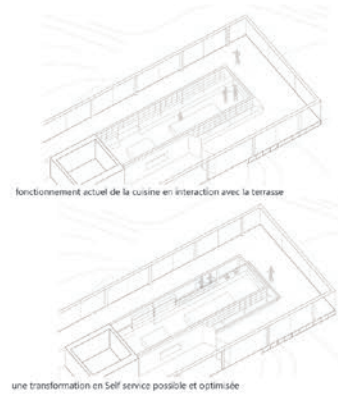 fonctionnement actuel de la cuisine en interaction avec la terrasse
une transformation en Self service possible et optimisée